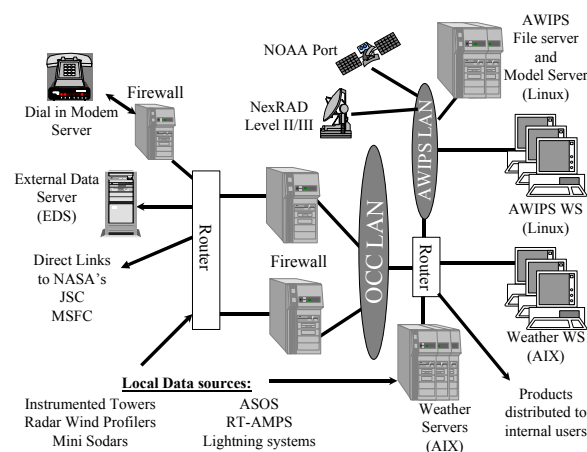 AWIPS
File server
and
Model Server
(Linux)
NOAA Port
NexRAD
Level II/III
AWIPS LAN
AWIPS WS
(Linux)
Firewall
Dial in Modem
Server
External Data
Server
(EDS)
Router
Direct Links
to NASA's
JSC
MSFC
Firewall
OCC LAN
Router
Weather WS
(AIX)
Local Data sources:
Instrumented Towers
Radar Wind Profilers
Mini Sodars
ASOS
RT-AMPS
Lightning systems
Weather
Servers
(AIX)
Products
distributed to
internal users